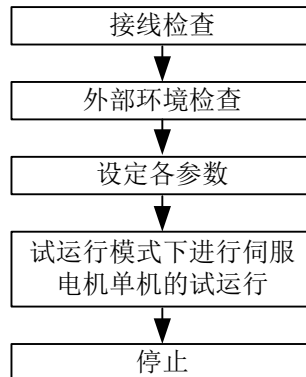 接线检查
外部环境检查
设定各参数
试运行模式下进行伺服
电机单机的试运行
停止